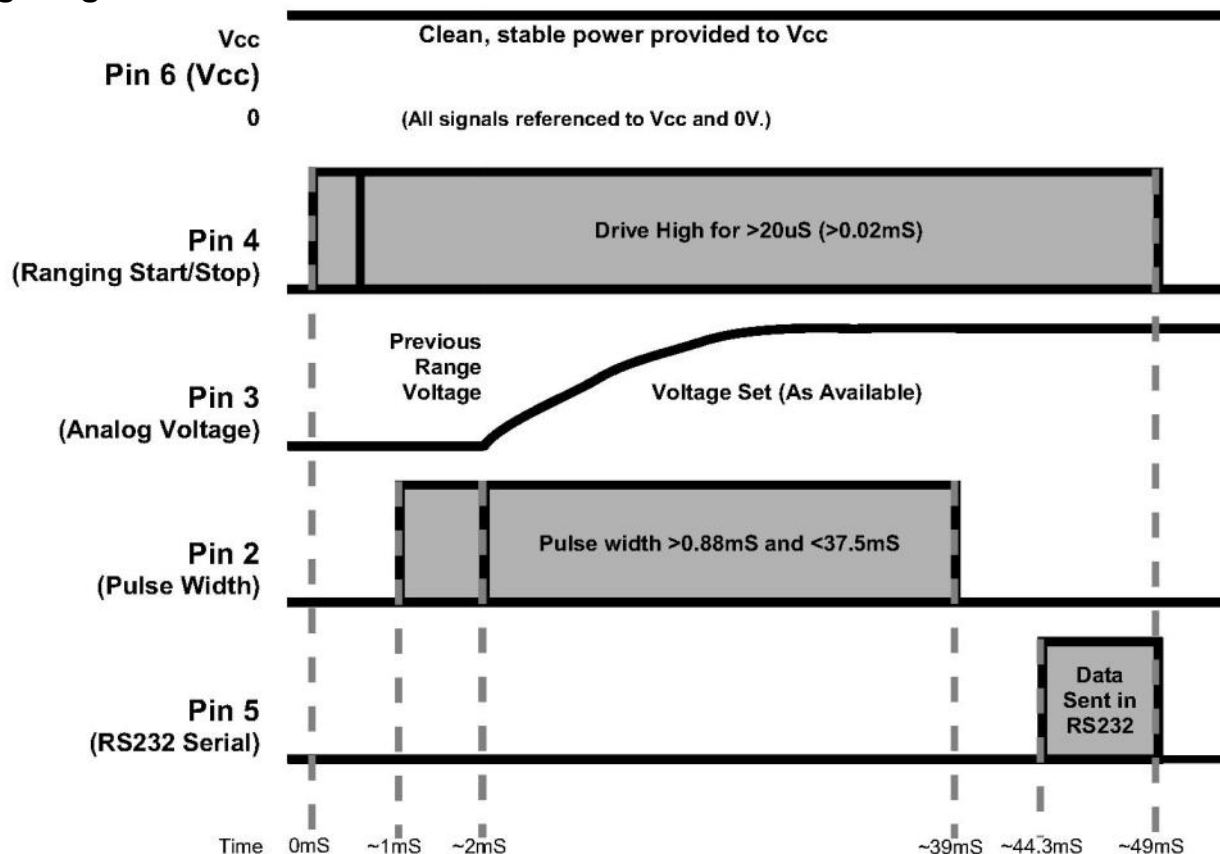 Vcc
Clean, stable power provided to Vcc
Pin 6 (Vcc)
0
(All signals referenced to Vcc and 0V.)
Drive High for >20uS (>0.02mS)
Pin 4
(Ranging Start/Stop)
Previous
Range
Voltage
Voltage Set (As Available)
Pin 3
(Analog Voltage)
Pulse width >0.88mS and <37.5mS
Pin 2
(Pulse Width)
Data
Sent in
RS232
Pin 5
(RS232 Serial)
Time 0mS ~1mS ~2mS ~39mS ~44.3mS ~49mS